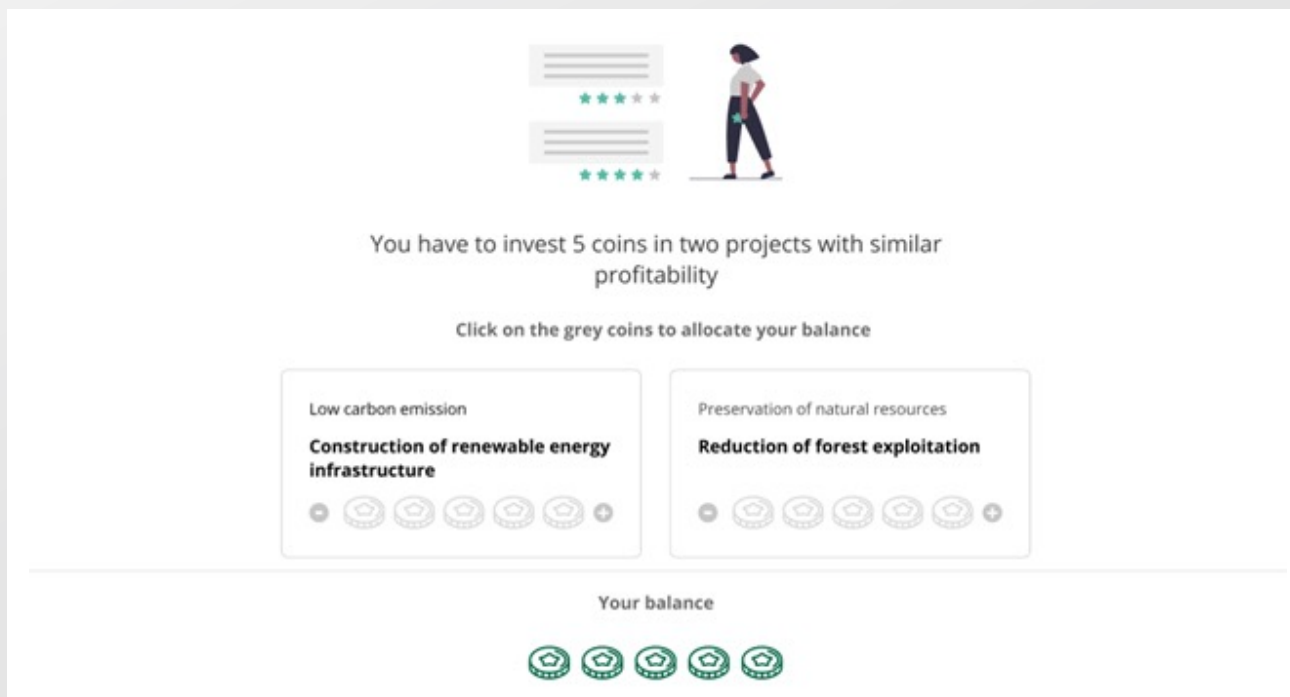 You have to invest 5 coins in two projects with similar
profitability
Click on the grey coins to allocate your balance
Low carbon emission
Construction of renewable energy
infrastructure
Preservation of natural resources
Reduction of forest exploitation
Your balance